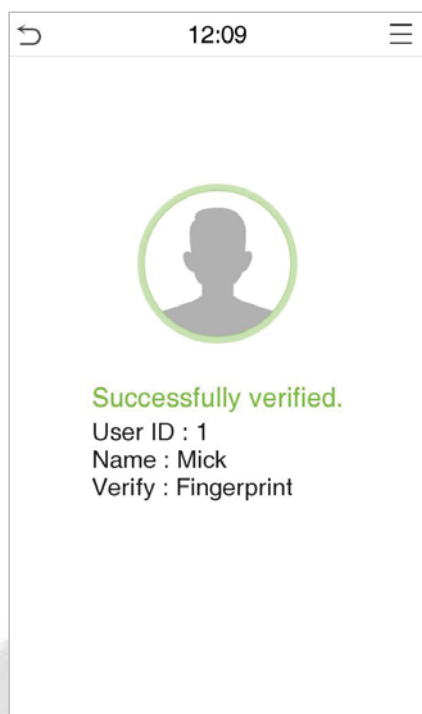 12:09
Successfully verified.
User ID : 1
Name : Mick
Verify : Fingerprint